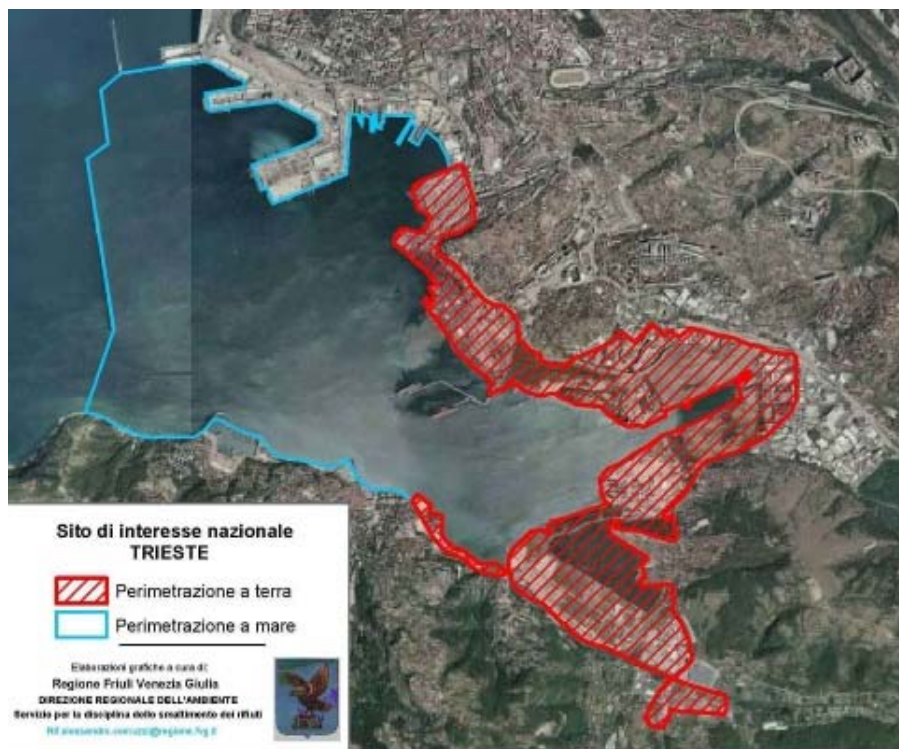 Sito di interesse nazionale
TRIESTE
Perimetrazione a terra
Perimetrazione a mare
Elaborazioni grafiche a cura di:
Regione Friuli Venezia Giulia
DIREZIONE REGIONALE DELL'AMBIENTE
Servizio per la disciplina dello smaltimento dei rifiuti